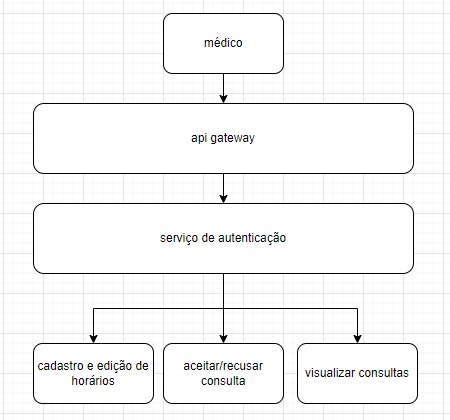 médico
api gateway
serviço de autenticação
cadastro e edição de
horários
aceitar/recusar
consulta
visualizar consultas